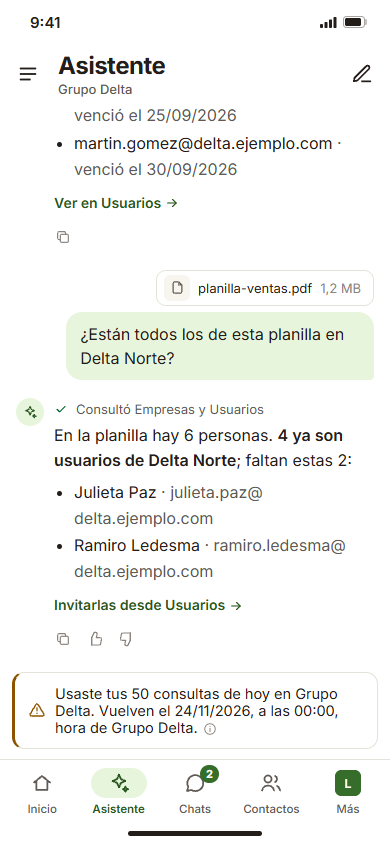 9:41
Asistente
Grupo Delta
venció el 25/09/2026
• martin.gomez@delta.ejemplo.com ·
venció el 30/09/2026
Ver en Usuarios →
planilla-ventas.pdf 1,2 MB
¿Están todos los de esta planilla en
Delta Norte?
Consultó Empresas y Usuarios
En la planilla hay 6 personas. 4 ya son
usuarios de Delta Norte; faltan estas 2:
• Julieta Paz · julieta.paz@
delta.ejemplo.com
• Ramiro Ledesma · ramiro.ledesma@
delta.ejemplo.com
Invitarlas desde Usuarios →
Usaste tus 50 consultas de hoy en Grupo
Delta. Vuelven el 24/11/2026, a las 00:00,
hora de Grupo Delta.
2
L
Inicio
Asistente
Chats
Contactos
Más